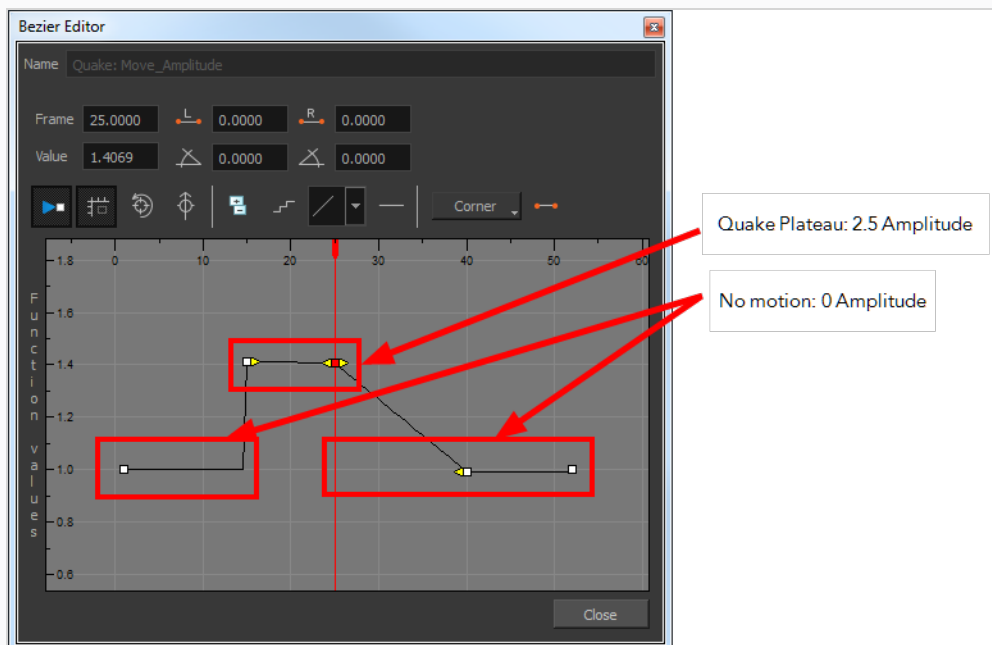 Bezier Editor
Name Quake: Move_Amplitude
Frame 25.0000 L 0.0000 R 0.0000
Value 1.4069 0.0000 0.0000
Corner
Quake Plateau: 2.5 Amplitude
No motion: 0 Amplitude
Function values
0 10 20 30 40 50 60
1.8
1.6
1.4
1.2
1.0
0.8
0.6
Close